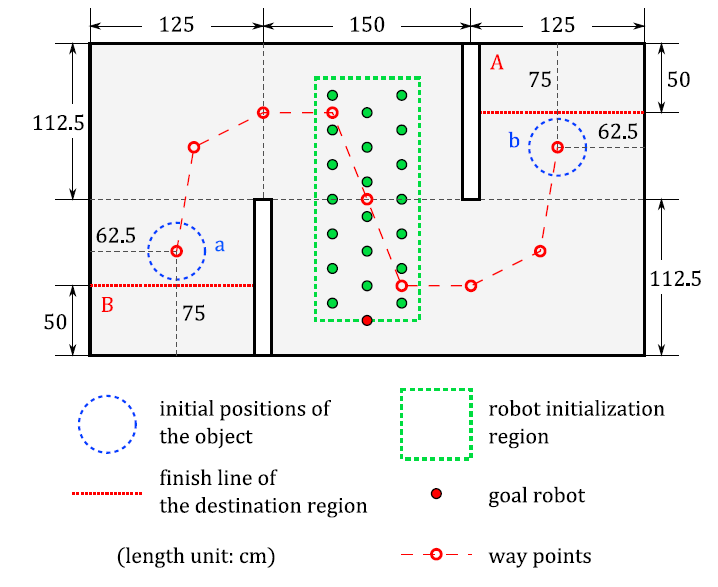 125 150 125
A
75
50
112.5
b
62.5
62.5
a
B
75
112.5
50
initial positions of
the object
robot initialization
region
finish line of
the destination region
goal robot
(length unit: cm)
way points